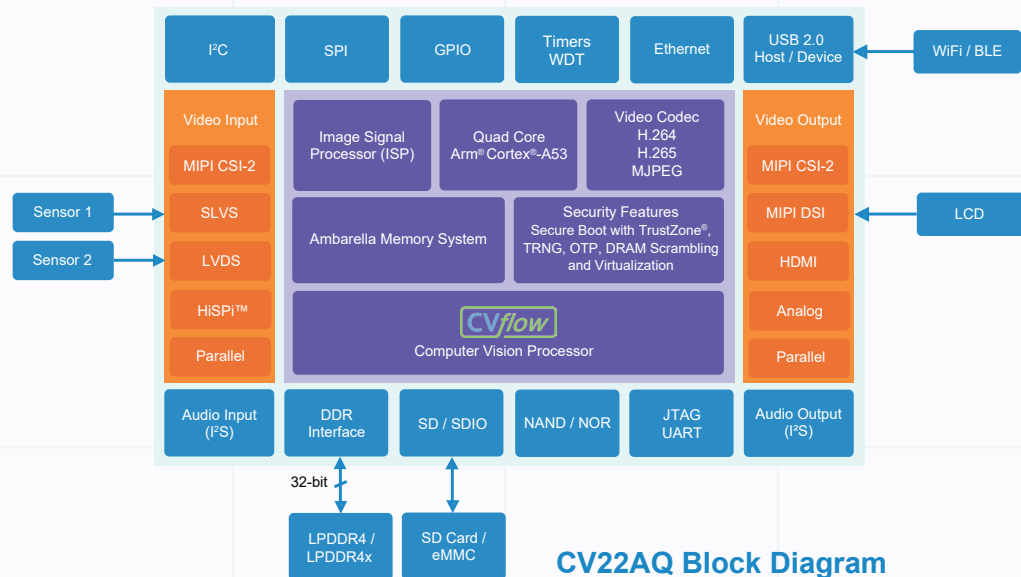 I²C
SPI
GPIO
Timers
WDT
Ethernet
USB 2.0
Host / Device
WiFi / BLE
Video Input
MIPI CSI-2
SLVS
LVDS
HiSPi™
Parallel
Sensor 1
Sensor 2
Image Signal
Processor (ISP)
Quad Core
Arm® Cortex®-A53
Video Codec
H.264
H.265
MJPEG
Ambarella Memory System
Security Features
Secure Boot with TrustZone®,
TRNG, OTP, DRAM Scrambling
and Virtualization
CVflow
Computer Vision Processor
Video Output
MIPI CSI-2
MIPI DSI
HDMI
Analog
Parallel
LCD
Audio Input
(I²S)
DDR
Interface
SD / SDIO
NAND / NOR
JTAG
UART
Audio Output
(I²S)
32-bit
LPDDR4 /
LPDDR4x
SD Card /
eMMC
CV22AQ Block Diagram